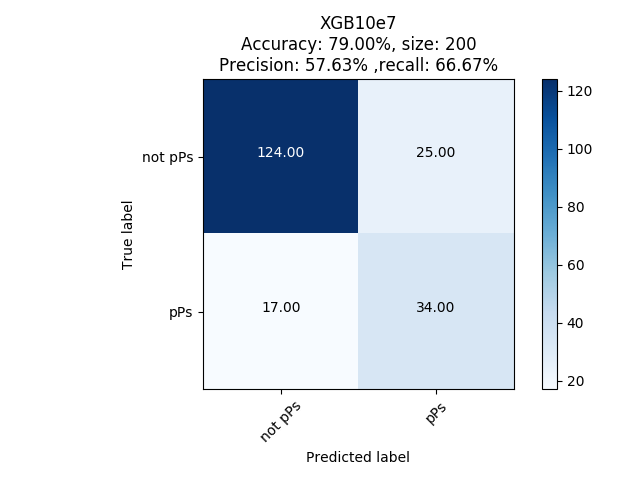 XGB10e7
Accuracy: 79.00%, size: 200
Precision: 57.63% ,recall: 66.67%
True label
not pPs
124.00
25.00
pPs
17.00
34.00
not pPs
pPs
Predicted label
120
100
80
60
40
20